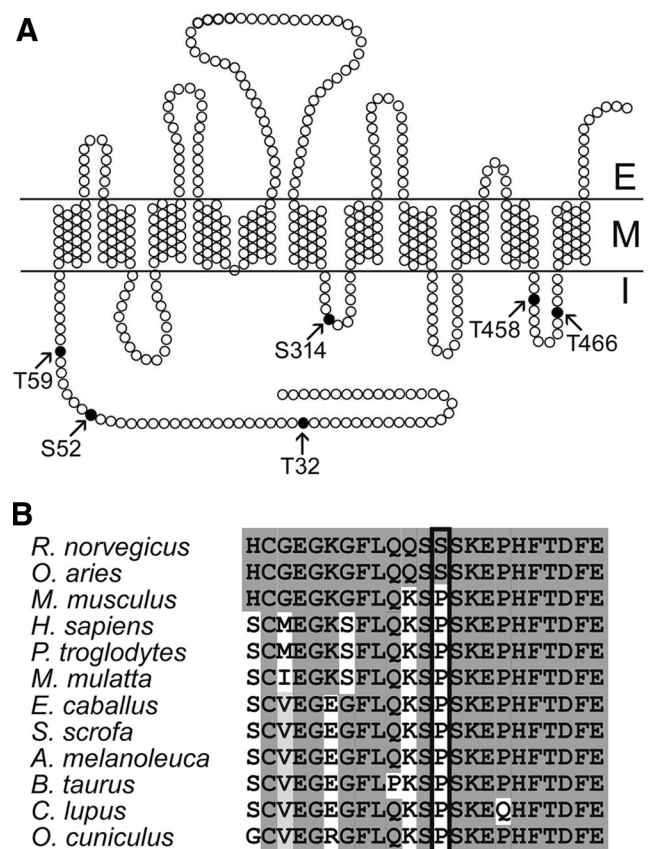 A
E
M
I
T59
S52
T32
S314
T458
T466
B
R. norvegicus HCGEGKGFLQQSSSKEPHFTDFE
O. aries HCGEGKGFLQQSSSKEPHFTDFE
M. musculus HCGEGKGFLQKSPSKEPHFTDFE
H. sapiens SCMEGKSFLQKSPSKEPHFTDFE
P. troglodytes SCMEGKSFLQKSPSKEPHFTDFE
M. mulatta SCIEGKSFLQKSPSKEPHFTDFE
E. caballus SCVEGEGFLQKSPSKEPHFTDFE
S. scrofa SCVEGEGFLQKSPSKEPHFTDFE
A. melanoleuca SCVEGEGFLQKSPSKEPHFTDFE
B. taurus SCVEGEGFLPKSPSKEPHFTDFE
C. lupus SCVEGEGFLQKSPSKEQHFTDFE
O. cuniculus GCVEGRGFLQKSPSKEPHFTDFE